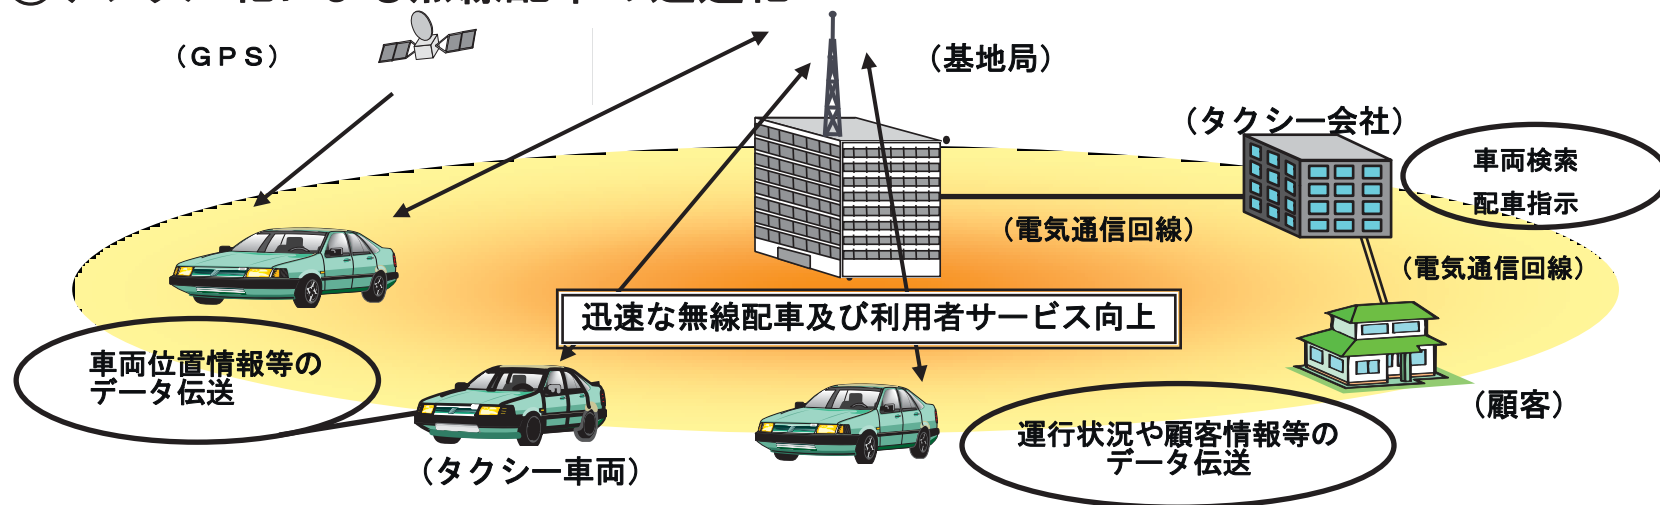 （ＧＰＳ）
（基地局）
（タクシー会社）
車両検索
配車指示
（電気通信回線）
（電気通信回線）
迅速な無線配車及び利用者サービス向上
車両位置情報等の
データ伝送
（顧客）
運行状況や顧客情報等の
データ伝送
（タクシー車両）